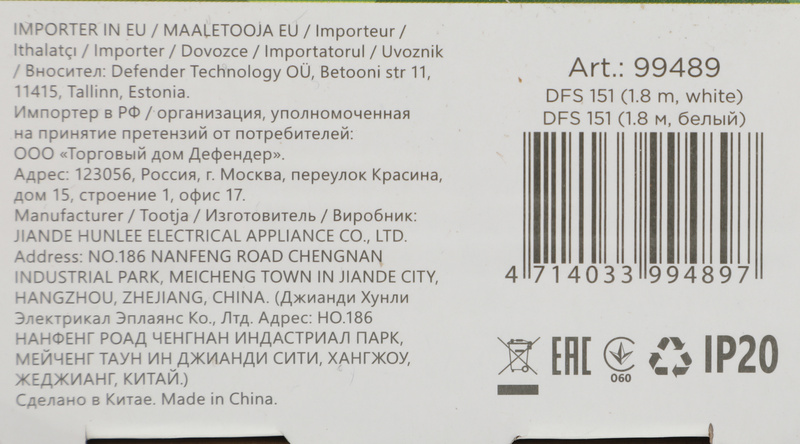 IMPORTER IN EU / MAALETOOJA EU / Importeur /
Ithalatçı / Importer / Dovozce / Importatorul / Uvoznik
/ Вносител: Defender Technology OÜ, Betooni str 11,
11415, Tallinn, Estonia.
Импортер в РФ / организация, уполномоченная
на принятие претензий от потребителей:
ООО «Торговый дом Дефендер».
Адрес: 123056, Россия, г. Москва, переулок Красина,
дом 15, строение 1, офис 17.
Manufacturer / Tootja / Изготовитель / Виробник:
JIANDE HUNLEE ELECTRICAL APPLIANCE CO., LTD.
Address: NO.186 NANFENG ROAD CHENGNAN
INDUSTRIAL PARK, MEICHENG TOWN IN JIANDE CITY,
HANGZHOU, ZHEJIANG, CHINA. (Джианди Хунли
Электрикал Эплаянс Ко., Лтд. Адрес: НО.186
НАНФЕНГ РОАД ЧЕНГНАН ИНДАСТРИАЛ ПАРК,
МЕЙЧЕНГ ТАУН ИН ДЖИАНДИ СИТИ, ХАНГЖОУ,
ЖЕДЖИАНГ, КИТАЙ.)
Сделано в Китае. Made in China.
Art.: 99489
DFS 151 (1.8 m, white)
DFS 151 (1.8 м, белый)
4 714033 994897
EAC
060
IP20